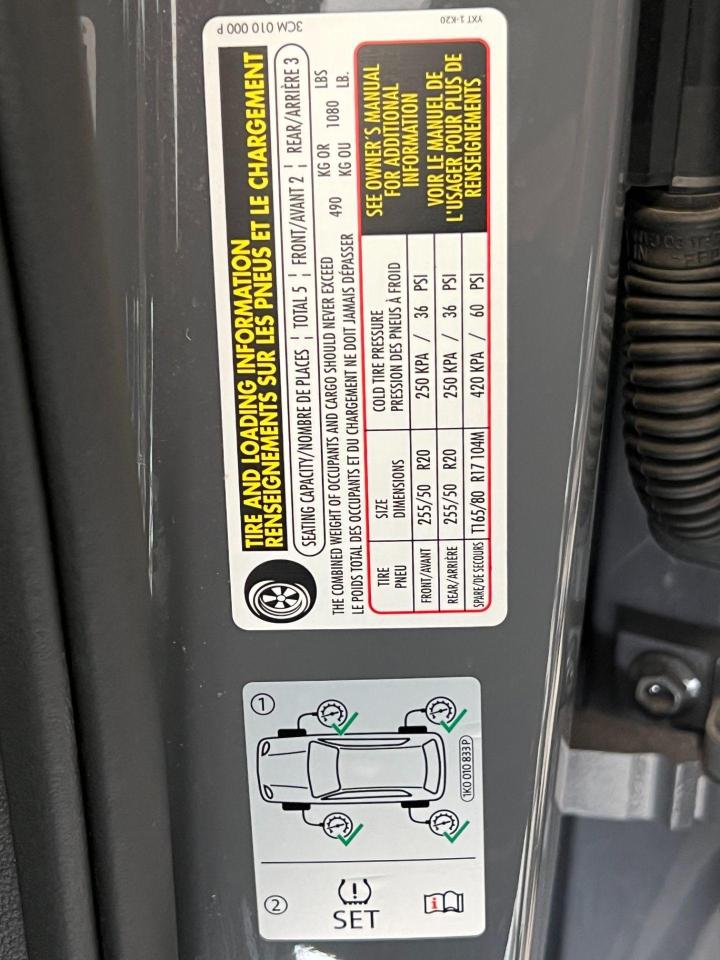 3CM 010 000 P
YXT 1-K20
TIRE AND LOADING INFORMATION
RENSEIGNEMENTS SUR LES PNEUS ET LE CHARGEMENT
SEATING CAPACITY/NOMBRE DE PLACES ¦ TOTAL 5 ¦ FRONT/AVANT 2 ¦ REAR/ARRIÈRE 3
THE COMBINED WEIGHT OF OCCUPANTS AND CARGO SHOULD NEVER EXCEED 490 KG OR 1080 LBS
LE POIDS TOTAL DES OCCUPANTS ET DU CHARGEMENT NE DOIT JAMAIS DÉPASSER KG OU LB.
TIRE SIZE COLD TIRE PRESSURE
PNEU DIMENSIONS PRESSION DES PNEUS À FROID
FRONT/AVANT 255/50 R20 250 KPA / 36 PSI
REAR/ARRIÈRE 255/50 R20 250 KPA / 36 PSI
SPARE/DE SECOURS T165/80 R17 104M 420 KPA / 60 PSI
SEE OWNER'S MANUAL
FOR ADDITIONAL
INFORMATION
VOIR LE MANUEL DE
L'USAGER POUR PLUS DE
RENSEIGNEMENTS
1
1K0 010 833 P
2
SET